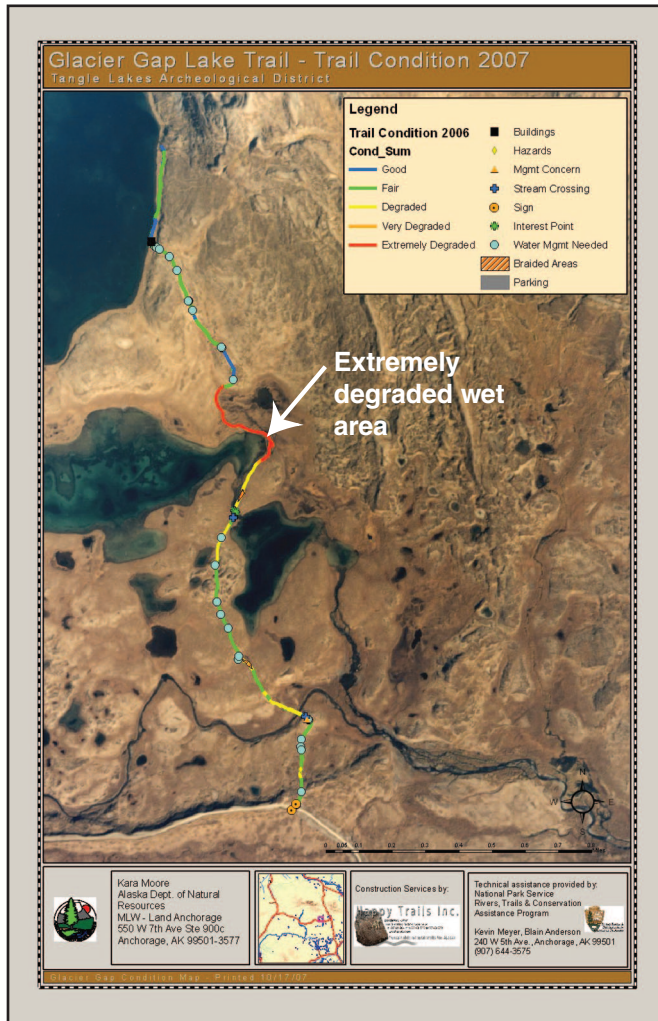 Glacier Gap Lake Trail - Trail Condition 2007
Tangle Lakes Archeological District
Legend
Trail Condition 2006
Cond_Sum
Good
Fair
Degraded
Very Degraded
Extremely Degraded
Buildings
Hazards
Mgmt Concern
Stream Crossing
Sign
Interest Point
Water Mgmt Needed
Braided Areas
Parking
Extremely
degraded wet
area
N
W
E
S
Kara Moore
Alaska Dept. of Natural
Resources
MLW - Land Anchorage
550 W 7th Ave Ste 900c
Anchorage, AK 99501-3577
Construction Services by:
Happy Trails Inc.
Technical assistance provided by:
National Park Service
Rivers, Trails & Conservation
Assistance Program
Kevin Meyer, Blain Anderson
240 W 5th Ave., Anchorage, AK 99501
(907) 644-3575
Glacier Gap Condition Map - Printed 10/17/07